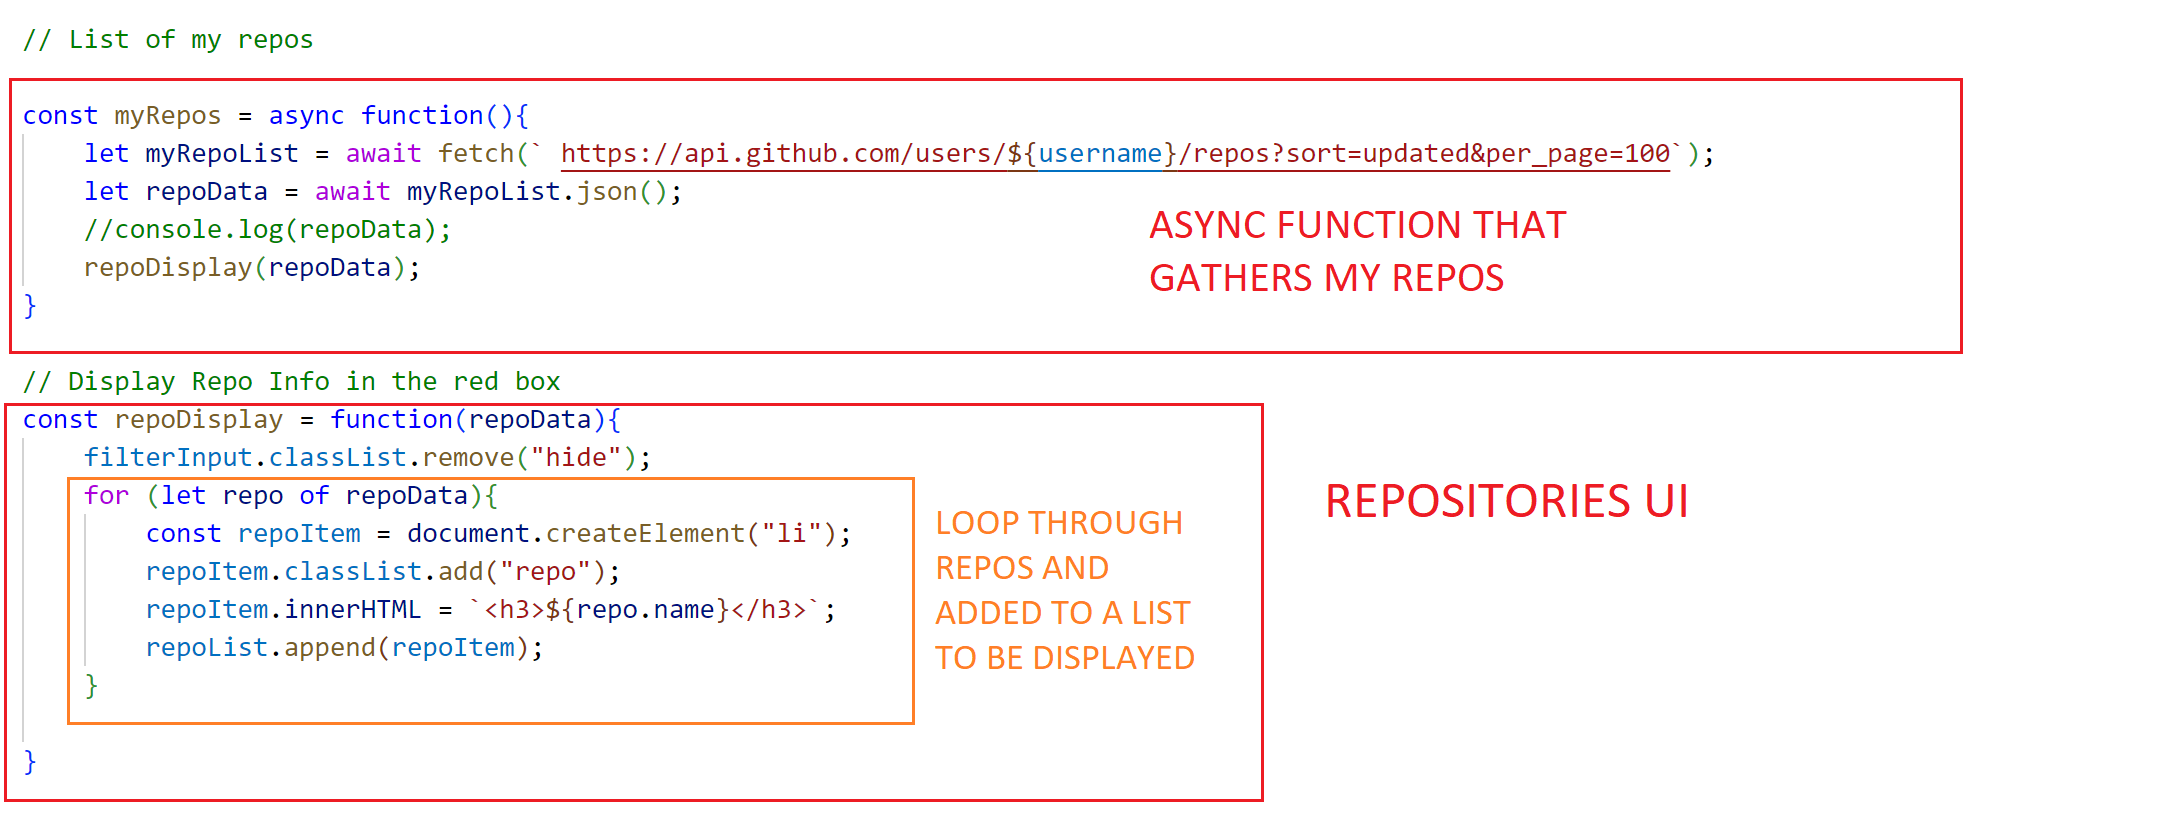 // List of my repos
const myRepos = async function(){
    let myRepoList = await fetch(` https://api.github.com/users/${username}/repos?sort=updated&per_page=100`);
    let repoData = await myRepoList.json();
    //console.log(repoData);
    repoDisplay(repoData);
}
ASYNC FUNCTION THAT
GATHERS MY REPOS
// Display Repo Info in the red box
const repoDisplay = function(repoData){
    filterInput.classList.remove("hide");
    for (let repo of repoData){
        const repoItem = document.createElement("li");
        repoItem.classList.add("repo");
        repoItem.innerHTML = `<h3>${repo.name}</h3>`;
        repoList.append(repoItem);
    }
}
LOOP THROUGH
REPOS AND
ADDED TO A LIST
TO BE DISPLAYED
REPOSITORIES UI